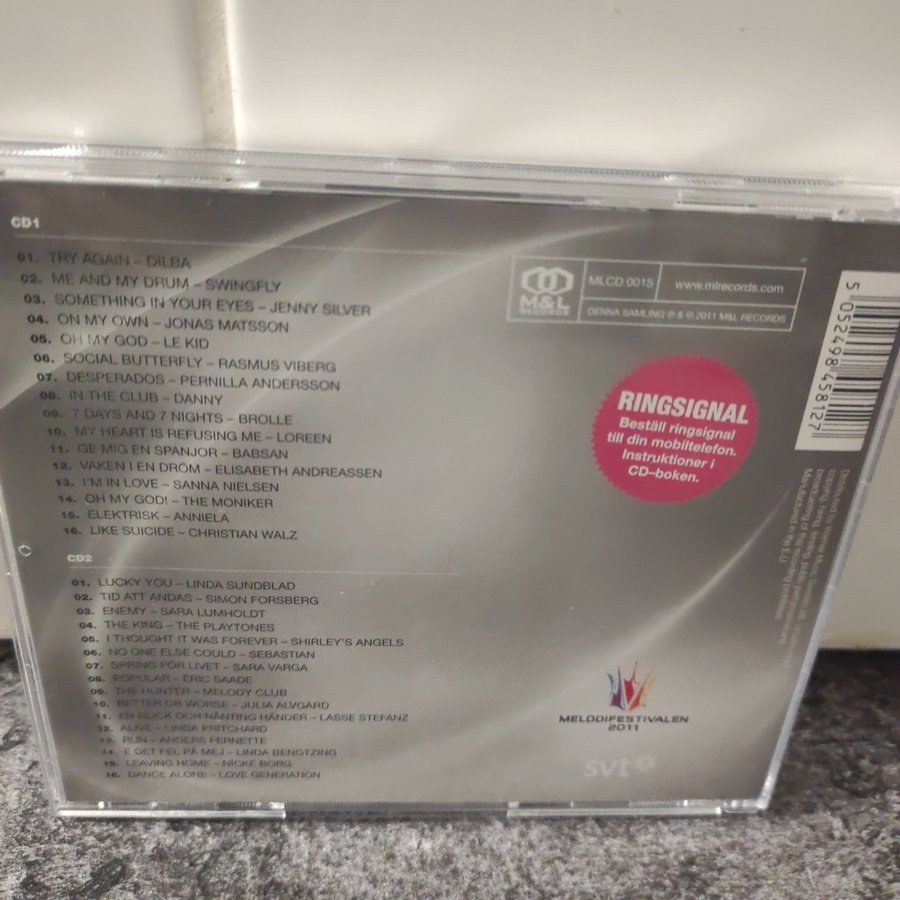 CD1
01. TRY AGAIN – DILBA
02. ME AND MY DRUM – SWINGFLY
03. SOMETHING IN YOUR EYES – JENNY SILVER
04. ON MY OWN – JONAS MATSSON
05. OH MY GOD – LE KID
06. SOCIAL BUTTERFLY – RASMUS VIBERG
07. DESPERADOS – PERNILLA ANDERSSON
08. IN THE CLUB – DANNY
09. 7 DAYS AND 7 NIGHTS – BROLLE
10. MY HEART IS REFUSING ME – LOREEN
11. GE MIG EN SPANJOR – BABSAN
12. VAKEN I EN DRÖM – ELISABETH ANDREASSEN
13. I'M IN LOVE – SANNA NIELSEN
14. OH MY GOD! – THE MONIKER
15. ELEKTRISK – ANNIELA
16. LIKE SUICIDE – CHRISTIAN WALZ
CD2
01. LUCKY YOU – LINDA SUNDBLAD
02. TID ATT ANDAS – SIMON FORSBERG
03. ENEMY – SARA LUMHOLDT
04. THE KING – THE PLAYTONES
05. I THOUGHT IT WAS FOREVER – SHIRLEY'S ANGELS
06. NO ONE ELSE COULD – SEBASTIAN
07. SPRING FÖR LIVET – SARA VARGA
08. POPULAR – ERIC SAADE
09. THE HUNTER – MELODY CLUB
10. BETTER OR WORSE – JULIA ALVGARD
11. EN BLICK OCH NÅNTING HÄNDER – LASSE STEFANZ
12. ALIVE – LINDA PRITCHARD
13. RUN – ANDERS FERNETTE
14. E DET FEL PÅ MEJ – LINDA BENGTZING
15. LEAVING HOME – NICKE BORG
16. DANCE ALONE – LOVE GENERATION
M&L
RECORDS
MLCD 0015
www.mlrecords.com
DENNA SAMLING ℗ & © 2011 M&L RECORDS
5 052498 458127
RINGSIGNAL
Beställ ringsignal
till din mobiltelefon.
Instruktioner i
CD–boken.
Manufactured in the EU
MELODIFESTIVALEN
2011
svt